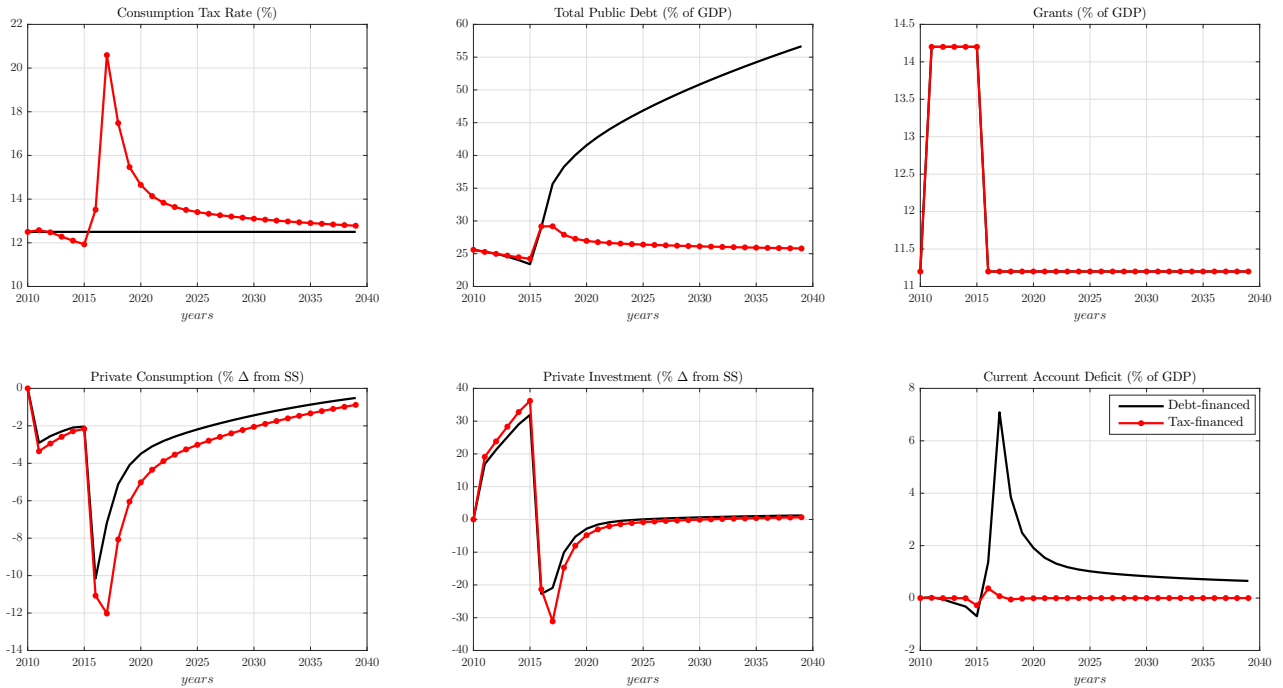 Consumption Tax Rate (%)
22
20
18
16
14
12
10
2010 2015 2020 2025 2030 2035 2040
years
Total Public Debt (% of GDP)
60
55
50
45
40
35
30
25
20
2010 2015 2020 2025 2030 2035 2040
years
Grants (% of GDP)
14.5
14
13.5
13
12.5
12
11.5
11
2010 2015 2020 2025 2030 2035 2040
years
Private Consumption (% Δ from SS)
0
-2
-4
-6
-8
-10
-12
-14
2010 2015 2020 2025 2030 2035 2040
years
Private Investment (% Δ from SS)
40
30
20
10
0
-10
-20
-30
-40
2010 2015 2020 2025 2030 2035 2040
years
Current Account Deficit (% of GDP)
8
6
4
2
0
-2
Debt-financed
Tax-financed
2010 2015 2020 2025 2030 2035 2040
years